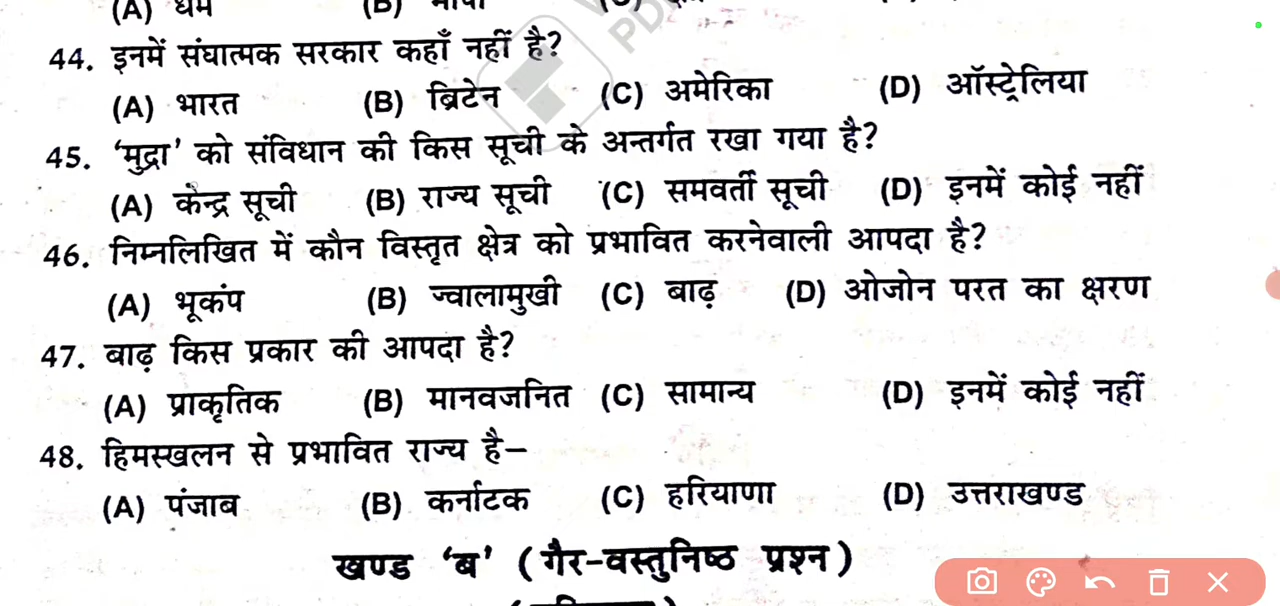 (A) धर्म (B) भाषा
44. इनमें संघात्मक सरकार कहाँ नहीं है?
(A) भारत (B) ब्रिटेन (C) अमेरिका (D) ऑस्ट्रेलिया
45. ‘मुद्रा’ को संविधान की किस सूची के अन्तर्गत रखा गया है?
(A) केन्द्र सूची (B) राज्य सूची (C) समवर्ती सूची (D) इनमें कोई नहीं
46. निम्नलिखित में कौन विस्तृत क्षेत्र को प्रभावित करनेवाली आपदा है?
(A) भूकंप (B) ज्वालामुखी (C) बाढ़ (D) ओजोन परत का क्षरण
47. बाढ़ किस प्रकार की आपदा है?
(A) प्राकृतिक (B) मानवजनित (C) सामान्य (D) इनमें कोई नहीं
48. हिमस्खलन से प्रभावित राज्य है–
(A) पंजाब (B) कर्नाटक (C) हरियाणा (D) उत्तराखण्ड
खण्ड ‘ब’ (गैर-वस्तुनिष्ठ प्रश्न)